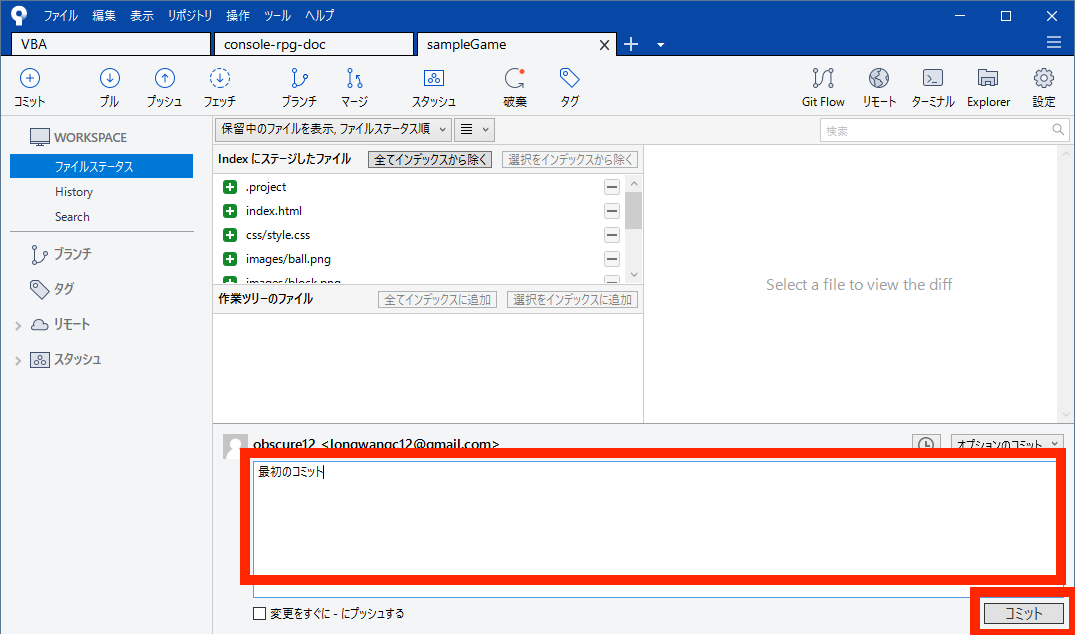 ファイル 編集 表示 リポジトリ 操作 ツール ヘルプ
VBA console-rpg-doc sampleGame
コミット プル プッシュ フェッチ ブランチ マージ スタッシュ 破棄 タグ Git Flow リモート ターミナル Explorer 設定
WORKSPACE
ファイルステータス
History
Search
ブランチ
タグ
リモート
スタッシュ
保留中のファイルを表示, ファイルステータス順
検索
Index にステージしたファイル 全てインデックスから除く 選択をインデックスから除く
.project
index.html
css/style.css
images/ball.png
images/block.png
作業ツリーのファイル 全てインデックスに追加 選択をインデックスに追加
Select a file to view the diff
obscure12 <longwangc12@gmail.com>
オプションのコミット
最初のコミット
変更をすぐに - にプッシュする
コミット